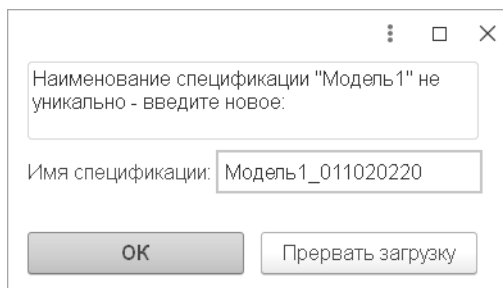 Наименование спецификации "Модель1" не
уникально - введите новое:
Имя спецификации: Модель1_011020220
ОК Прервать загрузку